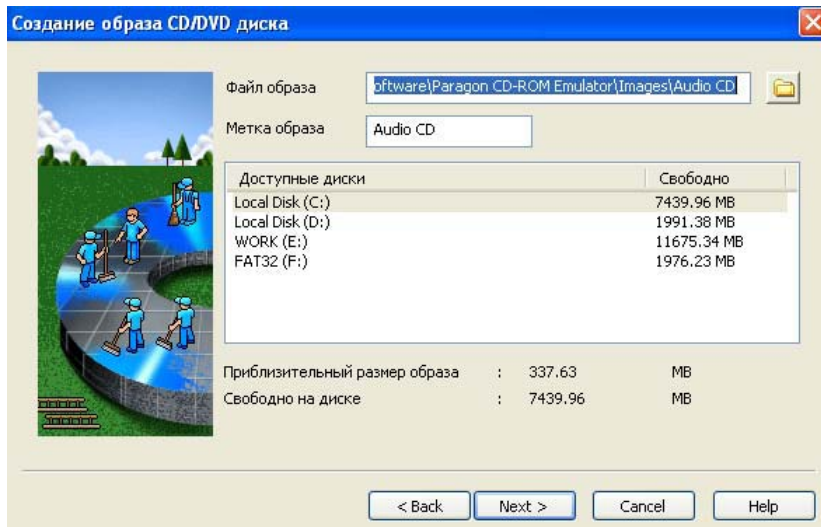 Создание образа CD/DVD диска
Файл образа oftware\Paragon CD-ROM Emulator\Images\Audio CD
Метка образа Audio CD
Доступные диски Свободно
Local Disk (C:) 7439.96 MB
Local Disk (D:) 1991.38 MB
WORK (E:) 11675.34 MB
FAT32 (F:) 1976.23 MB
Приблизительный размер образа : 337.63 MB
Свободно на диске : 7439.96 MB
< Back Next > Cancel Help